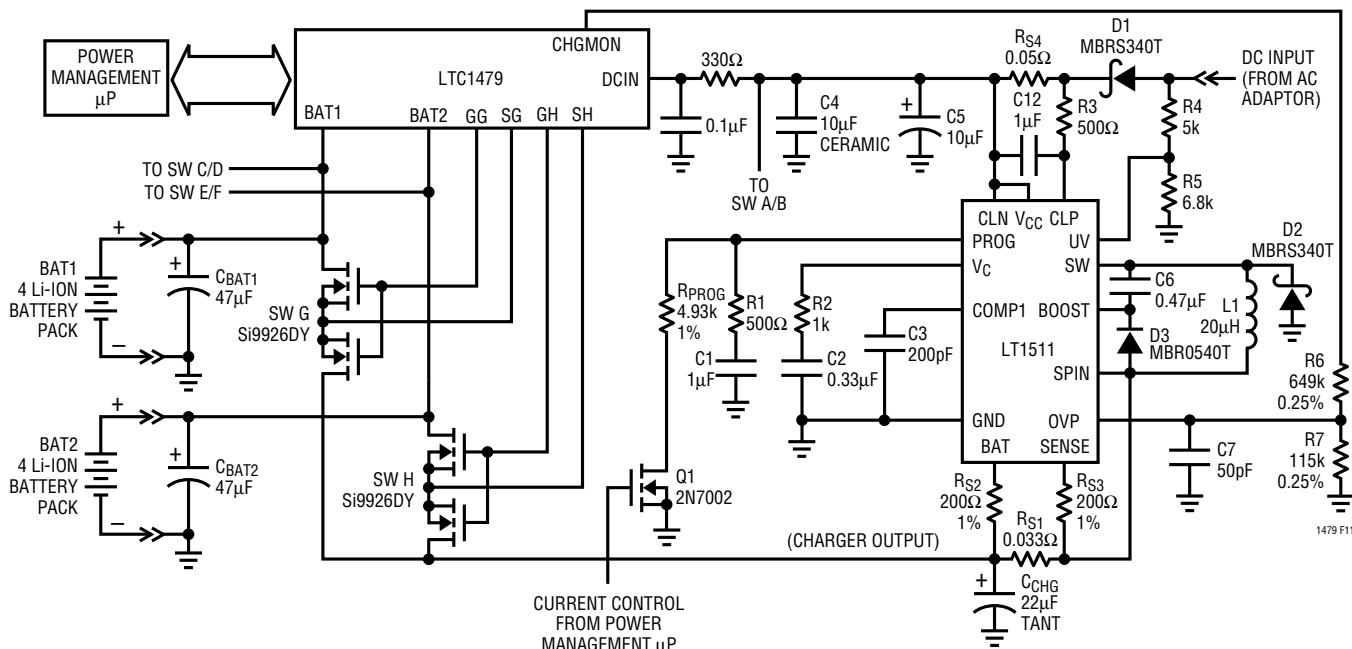 POWER
MANAGEMENT
µP
CHGMON
LTC1479
DCIN
BAT1
BAT2
GG
SG
GH
SH
330Ω
0.1µF
C4
10µF
CERAMIC
+
C5
10µF
TO
SW A/B
RS4
0.05Ω
C12
1µF
R3
500Ω
D1
MBRS340T
DC INPUT
(FROM AC
ADAPTOR)
R4
5k
R5
6.8k
TO SW C/D
TO SW E/F
+
BAT1
4 Li-ION
BATTERY
PACK
–
+
CBAT1
47µF
SW G
Si9926DY
+
BAT2
4 Li-ION
BATTERY
PACK
–
+
CBAT2
47µF
SW H
Si9926DY
RPROG
4.93k
1%
R1
500Ω
C1
1µF
R2
1k
C2
0.33µF
C3
200pF
Q1
2N7002
CURRENT CONTROL
FROM POWER
MANAGEMENT µP
CLN
VCC
CLP
PROG
UV
VC
SW
COMP1
BOOST
LT1511
SPIN
GND
OVP
BAT
SENSE
D2
MBRS340T
C6
0.47µF
L1
20µH
D3
MBR0540T
R6
649k
0.25%
C7
50pF
R7
115k
0.25%
RS2
200Ω
1%
RS3
200Ω
1%
RS1
0.033Ω
(CHARGER OUTPUT)
+
CCHG
22µF
TANT
1479 F11